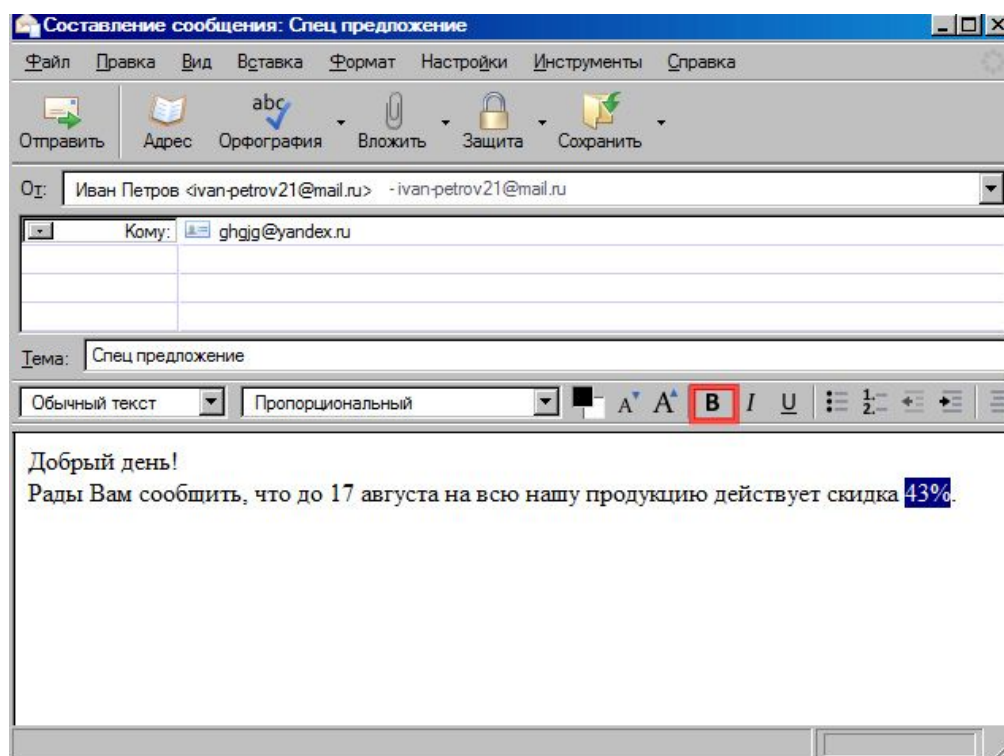 Составление сообщения: Спец предложение
Файл Правка Вид Вставка Формат Настройки Инструменты Справка
abc
Отправить Адрес Орфография Вложить Защита Сохранить
От: Иван Петров <ivan-petrov21@mail.ru> - ivan-petrov21@mail.ru
Кому: ghgjg@yandex.ru
Тема: Спец предложение
Обычный текст Пропорциональный A A B I U
Добрый день!
Рады Вам сообщить, что до 17 августа на всю нашу продукцию действует скидка 43%.